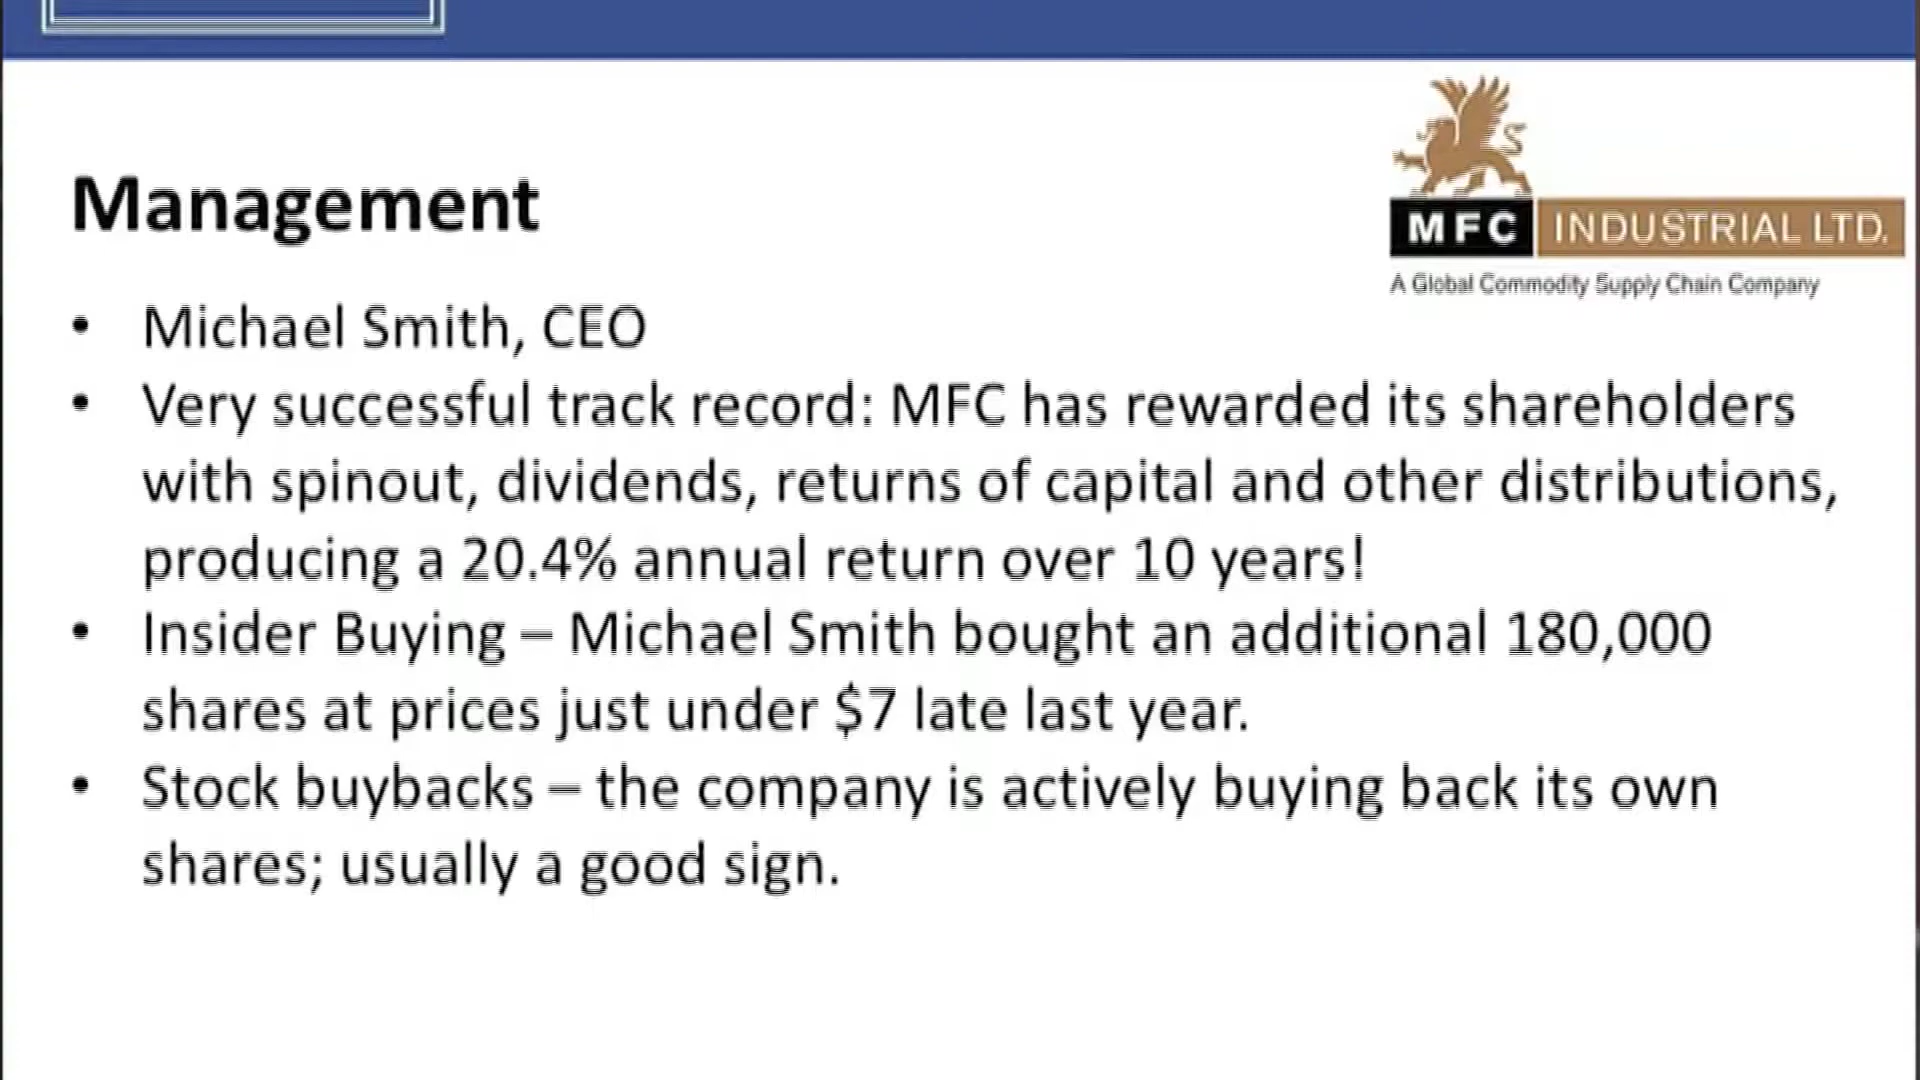 MFC INDUSTRIAL LTD.
A Global Commodity Supply Chain Company
Management
• Michael Smith, CEO
• Very successful track record: MFC has rewarded its shareholders
with spinout, dividends, returns of capital and other distributions,
producing a 20.4% annual return over 10 years!
• Insider Buying – Michael Smith bought an additional 180,000
shares at prices just under $7 late last year.
• Stock buybacks – the company is actively buying back its own
shares; usually a good sign.